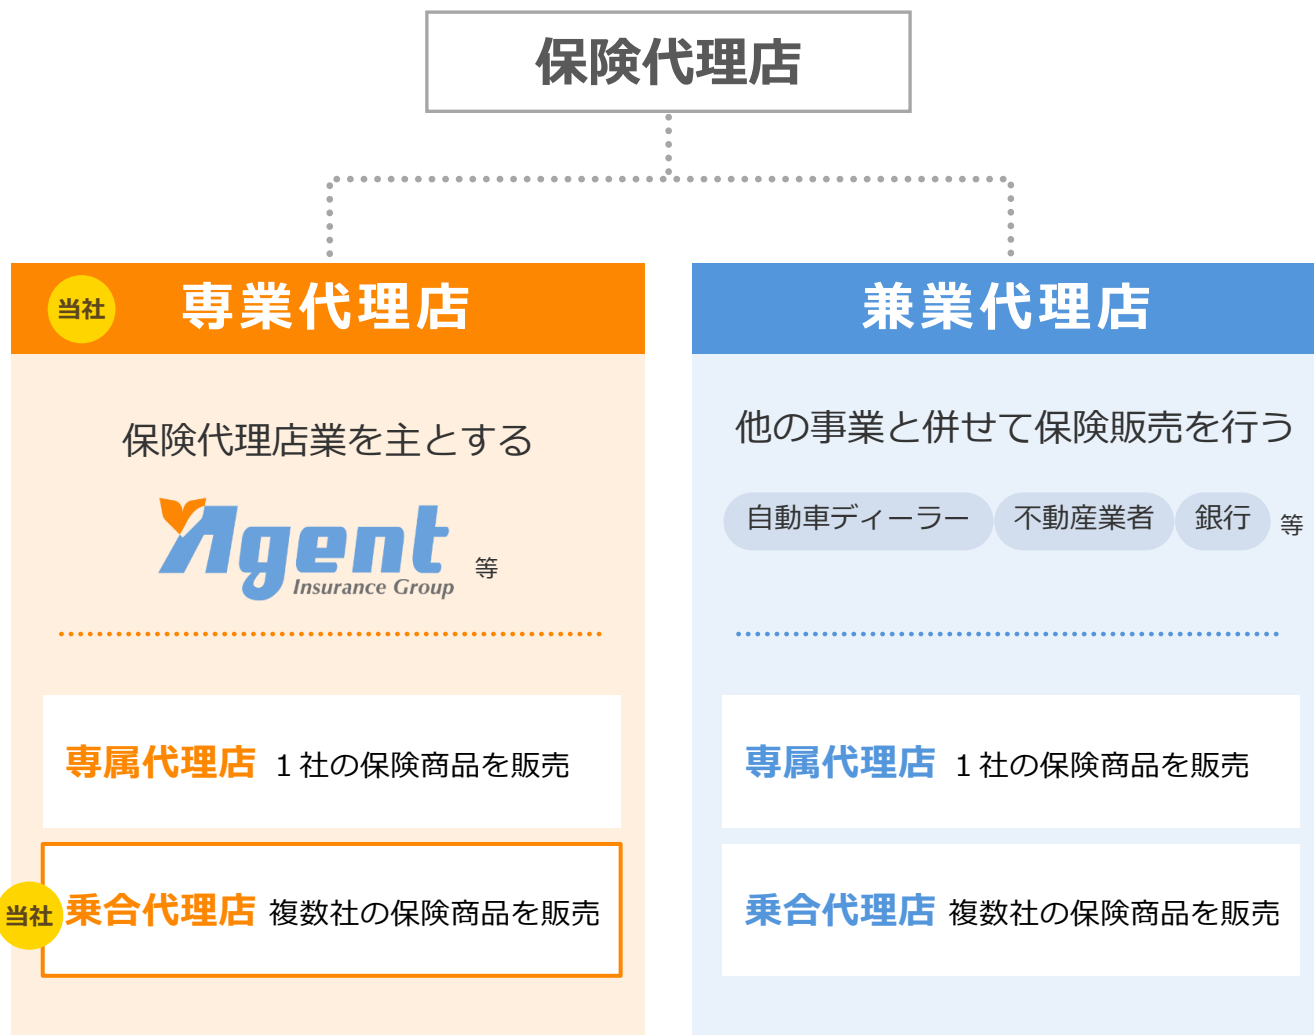 保険代理店
当社
専業代理店
保険代理店業を主とする
Agent
Insurance Group
等
専属代理店 1社の保険商品を販売
当社
乗合代理店 複数社の保険商品を販売
兼業代理店
他の事業と併せて保険販売を行う
自動車ディーラー 不動産業者 銀行 等
専属代理店 1社の保険商品を販売
乗合代理店 複数社の保険商品を販売